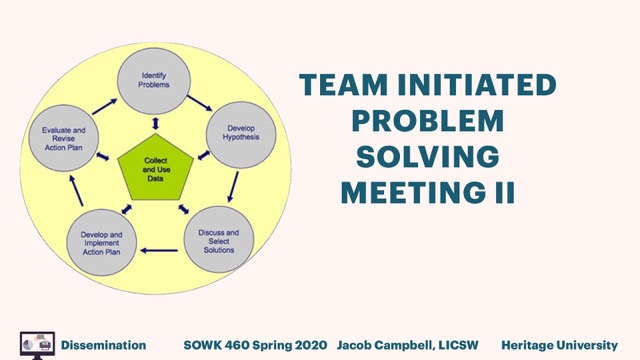 TEAM INITIATED
PROBLEM
SOLVING
MEETING II
Identify
Problems
Develop
Hypothesis
Discuss and
Select
Solutions
Develop and
Implement
Action Plan
Evaluate and
Revise
Action Plan
Collect
and Use
Data
Dissemination
SOWK 460 Spring 2020
Jacob Campbell, LICSW
Heritage University